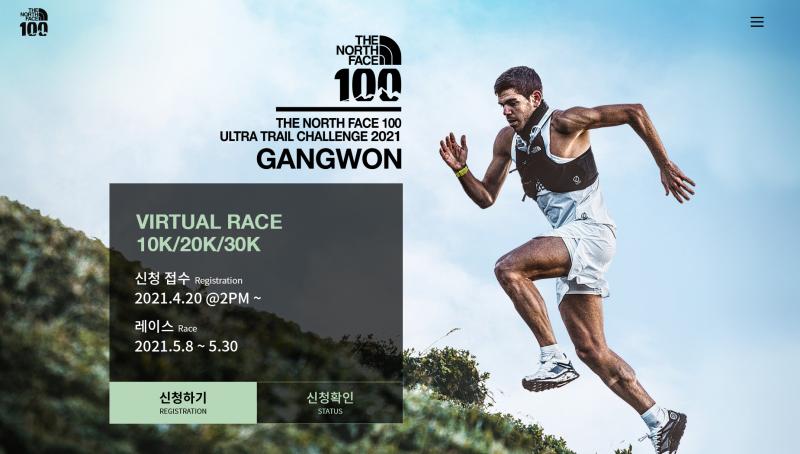 THE
NORTH
FACE
100
THE
NORTH
FACE
100
THE NORTH FACE 100
ULTRA TRAIL CHALLENGE 2021
GANGWON
VIRTUAL RACE
10K/20K/30K
신청 접수 Registration
2021.4.20 @2PM ~
레이스 Race
2021.5.8 ~ 5.30
신청하기
REGISTRATION
신청확인
STATUS